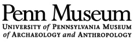 Penn Museum
University of Pennsylvania Museum
of Archaeology and Anthropology